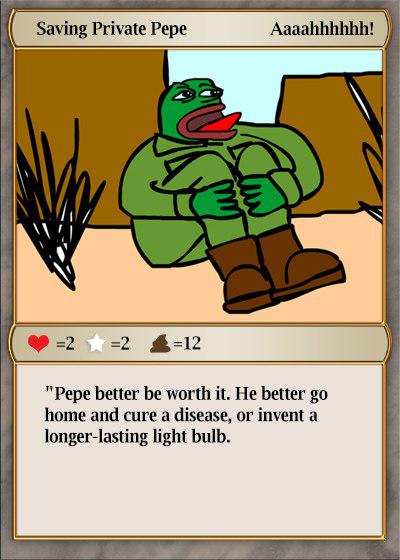 Saving Private Pepe Aaaahhhhhh!
=2 =2 =12
"Pepe better be worth it. He better go
home and cure a disease, or invent a
longer-lasting light bulb.